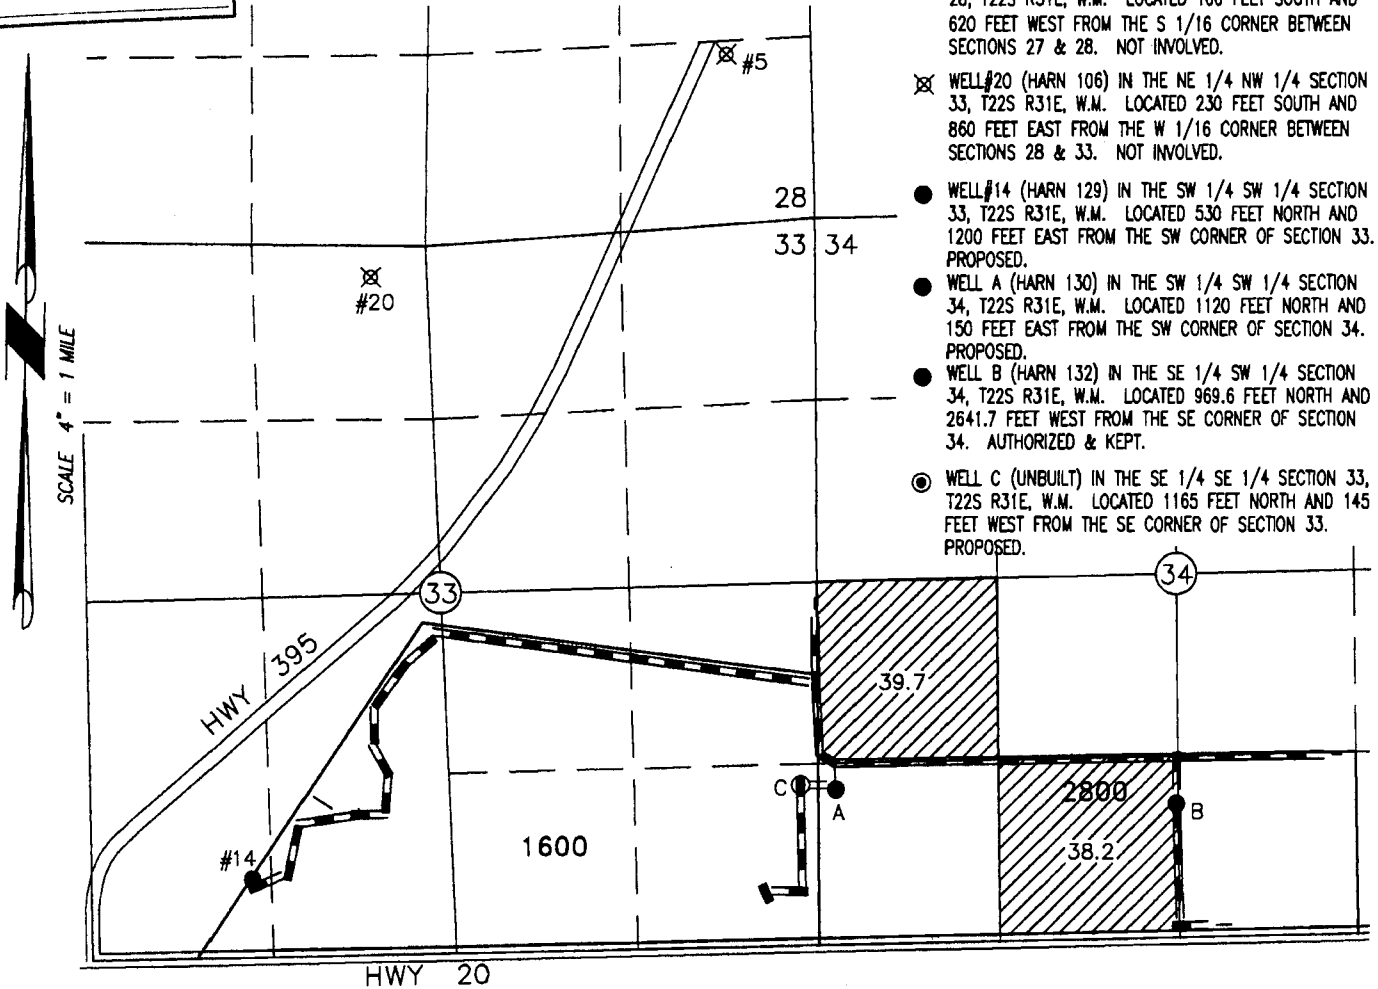 28, T22S R31E, W.M. LOCATED 100 FEET SOUTH AND
620 FEET WEST FROM THE S 1/16 CORNER BETWEEN
SECTIONS 27 & 28. NOT INVOLVED.
WELL#20 (HARN 106) IN THE NE 1/4 NW 1/4 SECTION
33, T22S R31E, W.M. LOCATED 230 FEET SOUTH AND
860 FEET EAST FROM THE W 1/16 CORNER BETWEEN
SECTIONS 28 & 33. NOT INVOLVED.
WELL#14 (HARN 129) IN THE SW 1/4 SW 1/4 SECTION
33, T22S R31E, W.M. LOCATED 530 FEET NORTH AND
1200 FEET EAST FROM THE SW CORNER OF SECTION 33.
PROPOSED.
WELL A (HARN 130) IN THE SW 1/4 SW 1/4 SECTION
34, T22S R31E, W.M. LOCATED 1120 FEET NORTH AND
150 FEET EAST FROM THE SW CORNER OF SECTION 34.
PROPOSED.
WELL B (HARN 132) IN THE SE 1/4 SW 1/4 SECTION
34, T22S R31E, W.M. LOCATED 969.6 FEET NORTH AND
2641.7 FEET WEST FROM THE SE CORNER OF SECTION
34. AUTHORIZED & KEPT.
WELL C (UNBUILT) IN THE SE 1/4 SE 1/4 SECTION 33,
T22S R31E, W.M. LOCATED 1165 FEET NORTH AND 145
FEET WEST FROM THE SE CORNER OF SECTION 33.
PROPOSED.
#5
28
33 34
#20
SCALE 4" = 1 MILE
33
34
HWY 395
39.7
C
A
2800
B
1600
38.2
#14
HWY 20